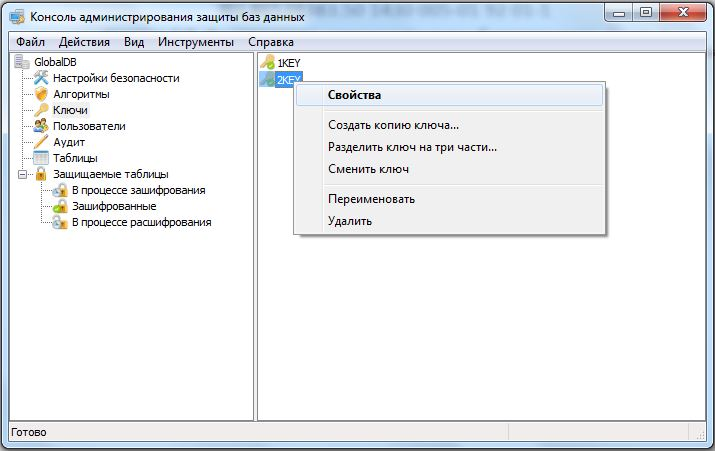 Консоль администрирования защиты баз данных
Файл Действия Вид Инструменты Справка
GlobalDB
Настройки безопасности
Алгоритмы
Ключи
Пользователи
Аудит
Таблицы
Защищаемые таблицы
В процессе зашифрования
Зашифрованные
В процессе расшифрования
1KEY
2KEY
Свойства
Создать копию ключа...
Разделить ключ на три части...
Сменить ключ
Переименовать
Удалить
Готово